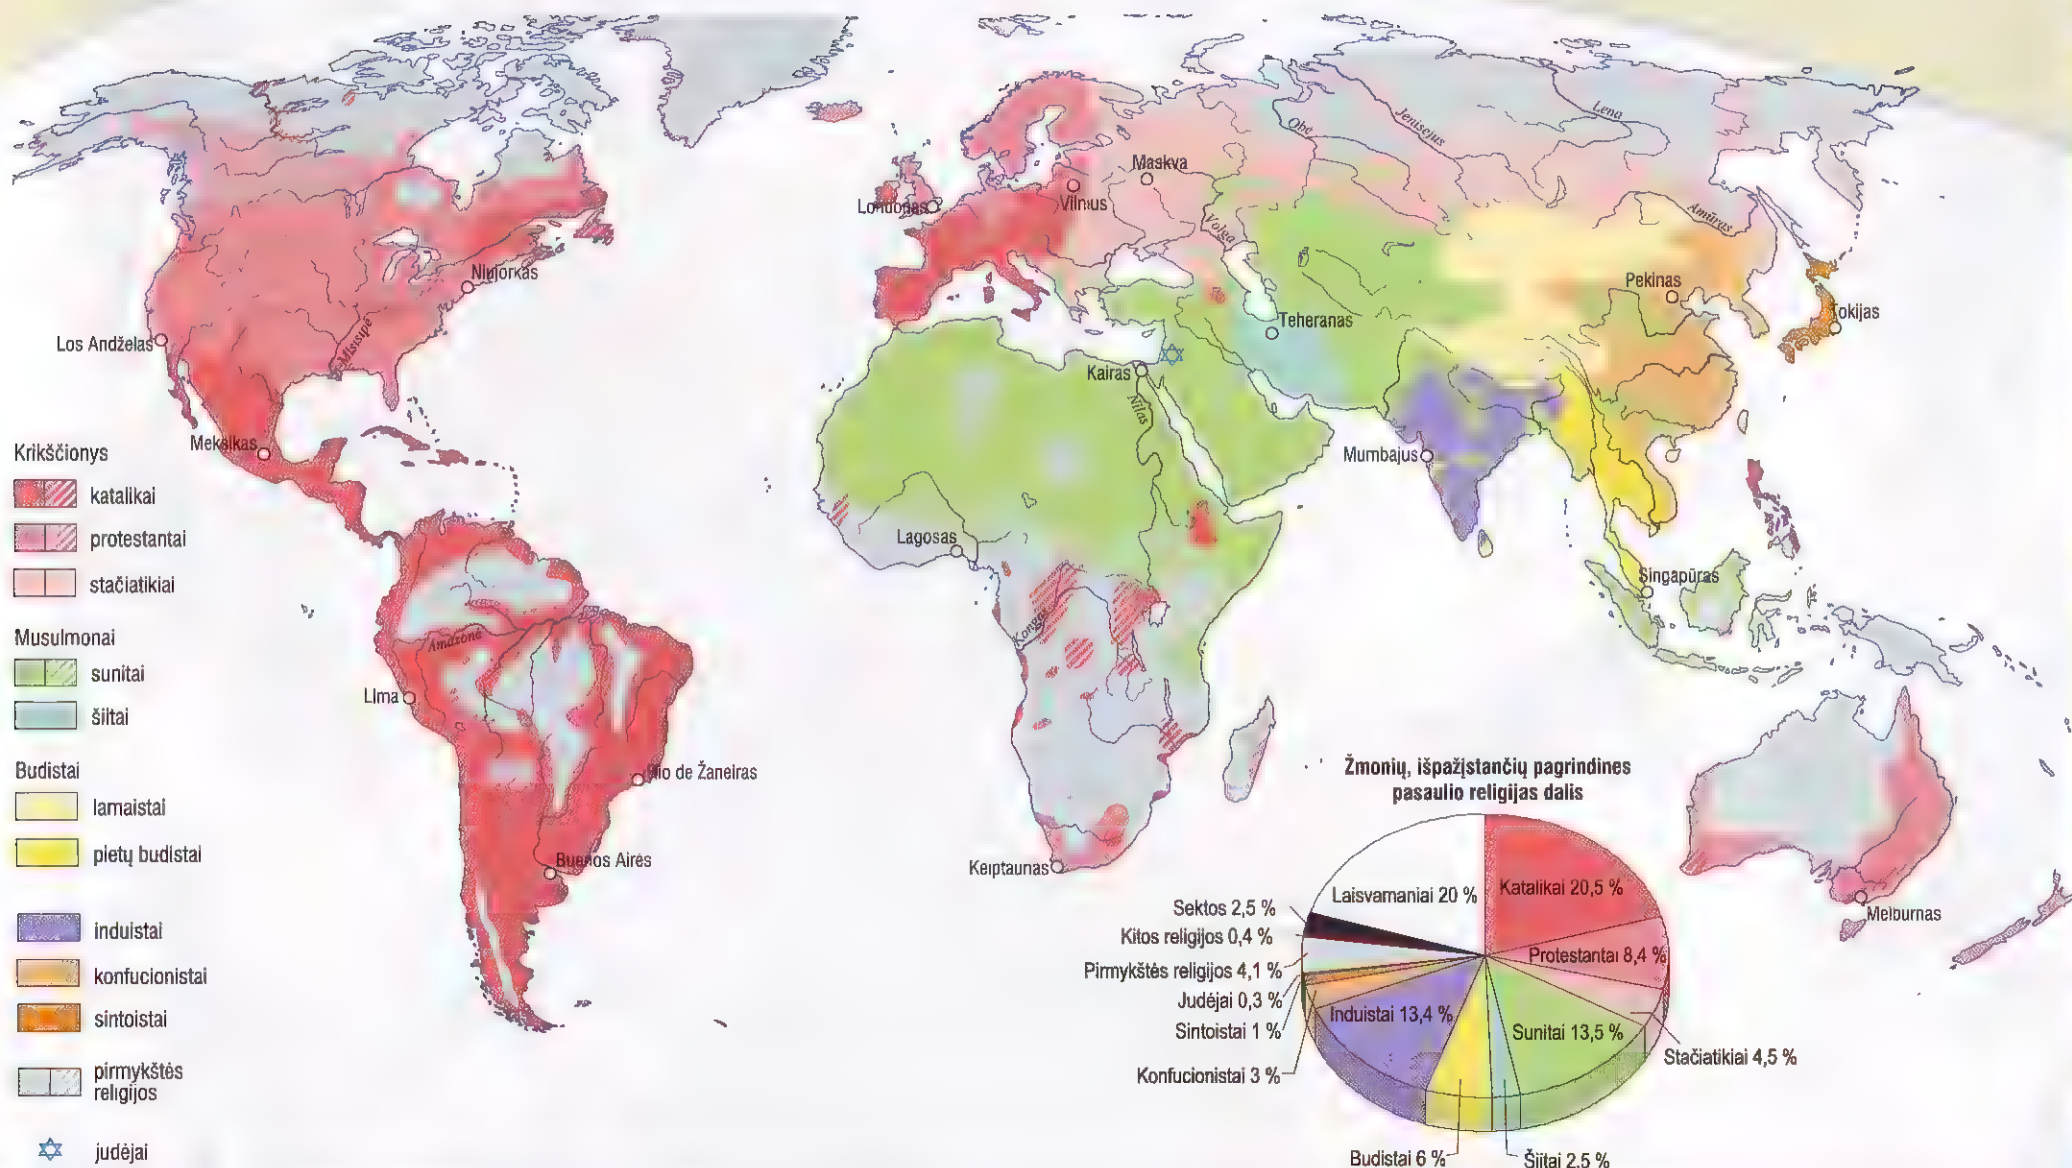 Obė
Jenisejus
Lena
Maskva
Londonas
Vilnius
Volga
Amūras
Niujorkas
Pekinas
Tokijas
Los Andželas
Misisipė
Teheranas
Kairas
Nilas
Meksikas
Mumbajus
Lagosas
Singapūras
Kongas
Amazonė
Lima
Rio de Žaneiras
Buenos Airės
Keiptaunas
Melburnas
Krikščionys
katalikai
protestantai
stačiatikiai
Musulmonai
sunitai
šiitai
Budistai
lamaistai
pietų budistai
induistai
konfucionistai
sintoistai
pirmykštės
religijos
judėjai
Žmonių, išpažįstančių pagrindines
pasaulio religijas dalis
Laisvamaniai 20 %
Katalikai 20,5 %
Sektos 2,5 %
Kitos religijos 0,4 %
Protestantai 8,4 %
Pirmykštės religijos 4,1 %
Judėjai 0,3 %
Induistai 13,4 %
Sintoistai 1 %
Sunitai 13,5 %
Stačiatikiai 4,5 %
Konfucionistai 3 %
Budistai 6 %
Šiitai 2,5 %